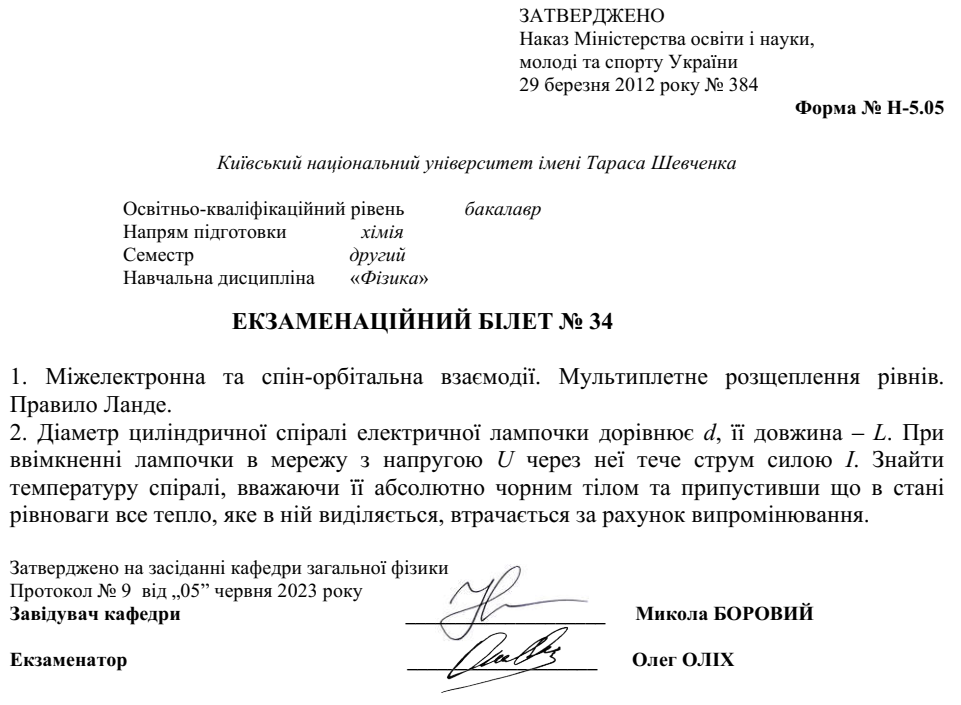 ЗАТВЕРДЖЕНО
Наказ Міністерства освіти і науки,
молоді та спорту України
29 березня 2012 року № 384
Форма № Н-5.05
Київський національний університет імені Тараса Шевченка
Освітньо-кваліфікаційний рівень бакалавр
Напрям підготовки хімія
Семестр другий
Навчальна дисципліна «Фізика»
ЕКЗАМЕНАЦІЙНИЙ БІЛЕТ № 34
1. Міжелектронна та спін-орбітальна взаємодії. Мультиплетне розщеплення рівнів.
Правило Ланде.
2. Діаметр циліндричної спіралі електричної лампочки дорівнює d, її довжина – L. При
ввімкненні лампочки в мережу з напругою U через неї тече струм силою I. Знайти
температуру спіралі, вважаючи її абсолютно чорним тілом та припустивши що в стані
рівноваги все тепло, яке в ній виділяється, втрачається за рахунок випромінювання.
Затверджено на засіданні кафедри загальної фізики
Протокол № 9 від „05” червня 2023 року
Завідувач кафедри Микола БОРОВИЙ
Екзаменатор Олег ОЛІХ